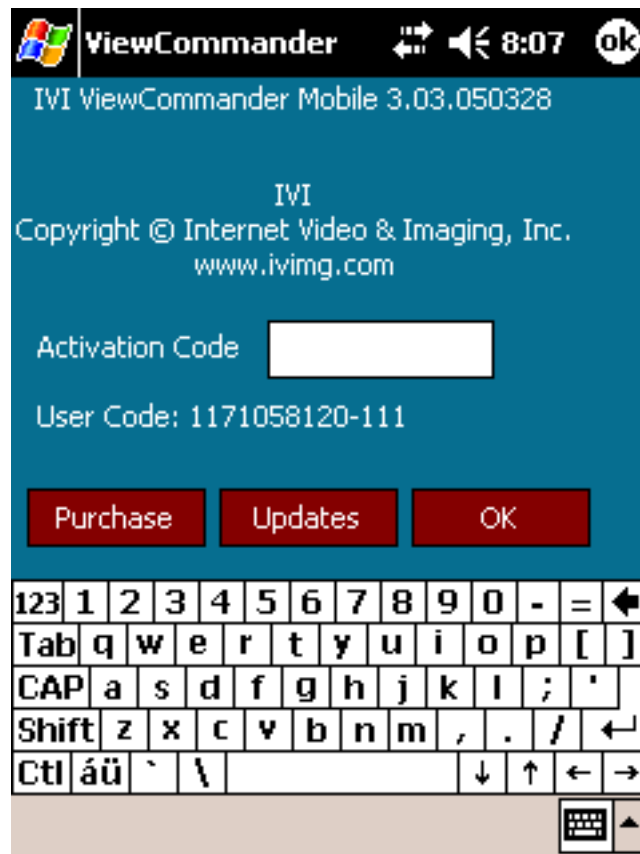 ViewCommander 8:07 ok
IVI ViewCommander Mobile 3.03.050328
IVI
Copyright © Internet Video & Imaging, Inc.
www.ivimg.com
Activation Code
User Code: 1171058120-111
Purchase Updates OK
123 1 2 3 4 5 6 7 8 9 0 - =
Tab q w e r t y u i o p [ ]
CAP a s d f g h j k l ; '
Shift z x c v b n m , . /
Ctl áü ` \ ↓ ↑ ← →